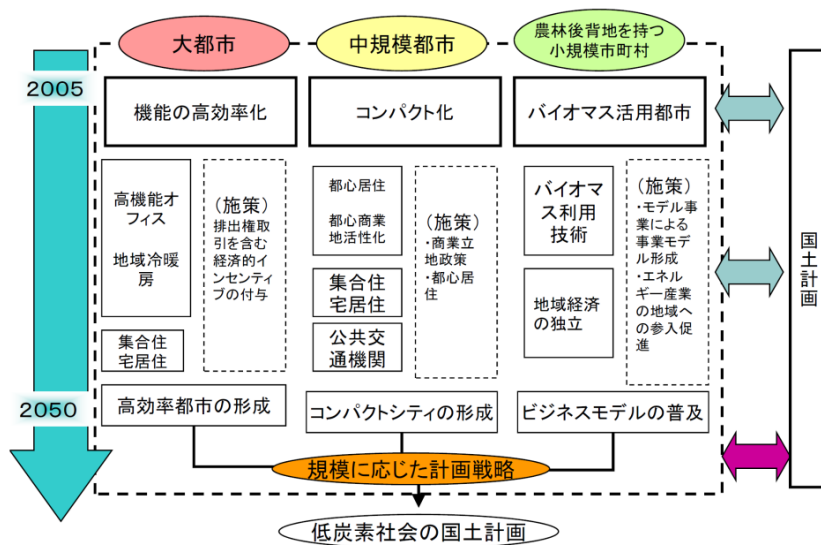 大都市
中規模都市
農林後背地を持つ
小規模市町村
2005
機能の高効率化
コンパクト化
バイオマス活用都市
高機能オ
フィス
地域冷暖
房
(施策)
排出権取
引を含む
経済的イ
ンセンティ
ブの付与
集合住
宅居住
都心居住
都心商業
地活性化
集合住
宅居住
公共交
通機関
(施策)
・商業立
地政策
・都心居
住
バイオ
マス利用
技術
地域経済
の独立
(施策)
・モデル事
業による
事業モデ
ル形成
・エネル
ギー産業
の地域へ
の参入促
進
国土計画
2050
高効率都市の形成
コンパクトシティの形成
ビジネスモデルの普及
規模に応じた計画戦略
低炭素社会の国土計画